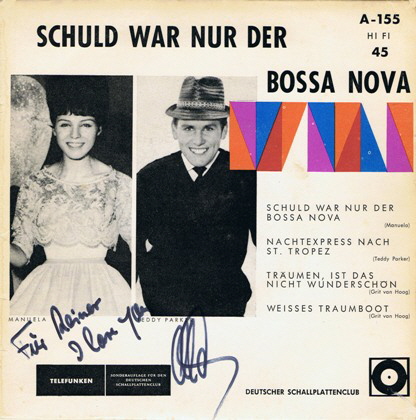 A-155
HI FI
45
SCHULD WAR NUR DER
BOSSA NOVA
SCHULD WAR NUR DER
BOSSA NOVA
(Manuela)
NACHTEXPRESS NACH
ST. TROPEZ
(Teddy Parker)
TRÄUMEN, IST DAS
NICHT WUNDERSCHÖN
(Grit van Hoog)
WEISSES TRAUMBOOT
(Grit van Hoog)
MANUELA
TEDDY PARKER
Für Reiner
I love you
TELEFUNKEN
SONDERAUFLAGE FÜR DEN
DEUTSCHEN
SCHALLPLATTENCLUB
DEUTSCHER SCHALLPLATTENCLUB